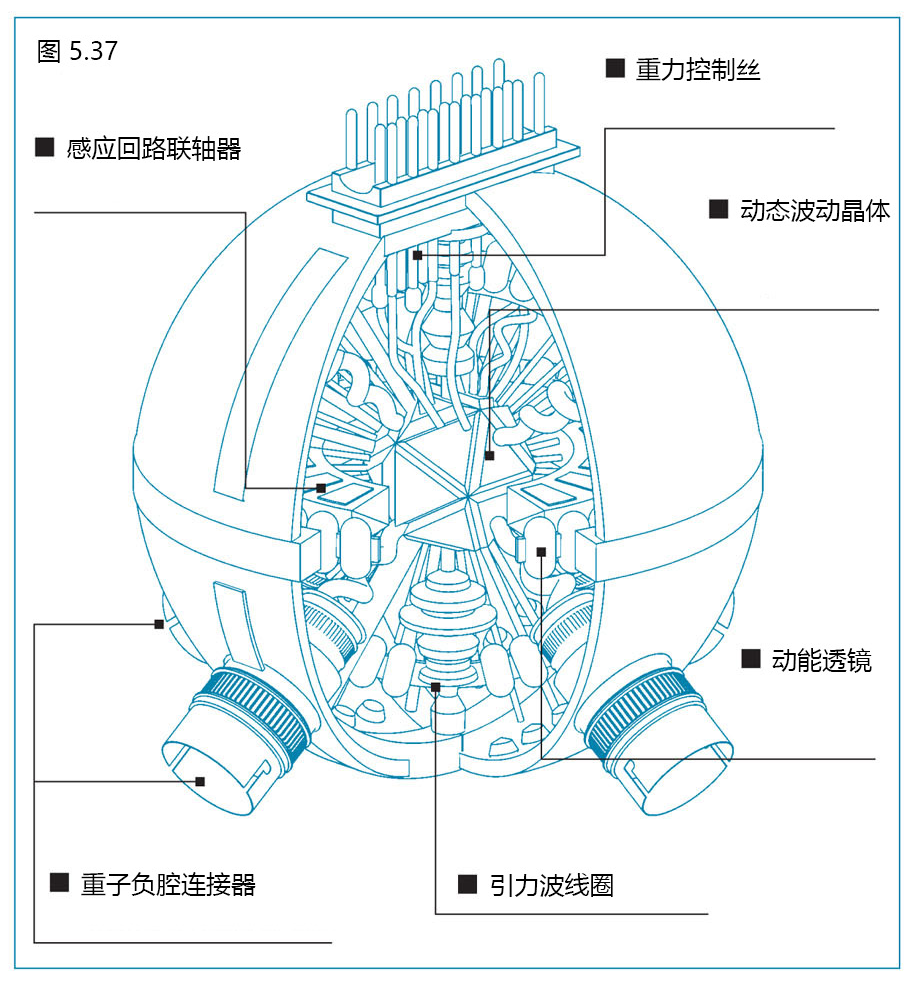 图 5.37
重力控制丝
感应回路联轴器
动态波动晶体
动能透镜
重子负腔连接器
引力波线圈